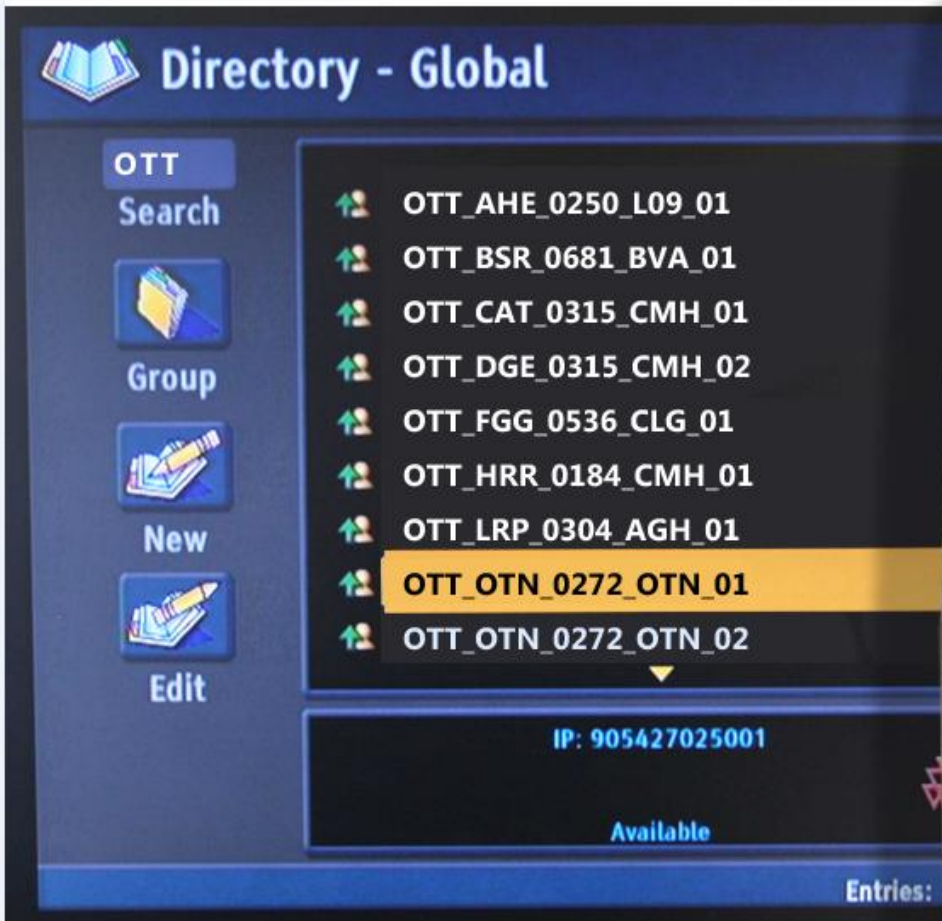 Directory - Global
OTT
Search
Group
New
Edit
OTT_AHE_0250_L09_01
OTT_BSR_0681_BVA_01
OTT_CAT_0315_CMH_01
OTT_DGE_0315_CMH_02
OTT_FGG_0536_CLG_01
OTT_HRR_0184_CMH_01
OTT_LRP_0304_AGH_01
OTT_OTN_0272_OTN_01
OTT_OTN_0272_OTN_02
IP: 905427025001
Available
Entries: